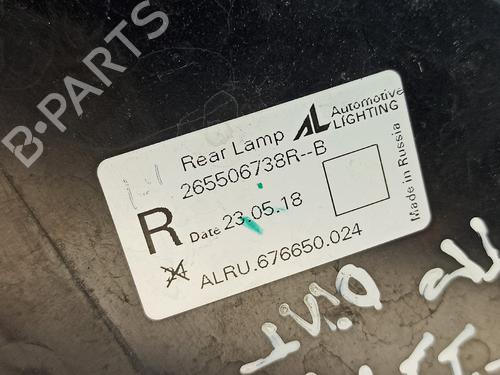 B-PARTS
Rear Lamp
AL Automotive
LIGHTING
265506738R--B
R
Date 23.05.18
ALRU.676650.024
Made in Russia